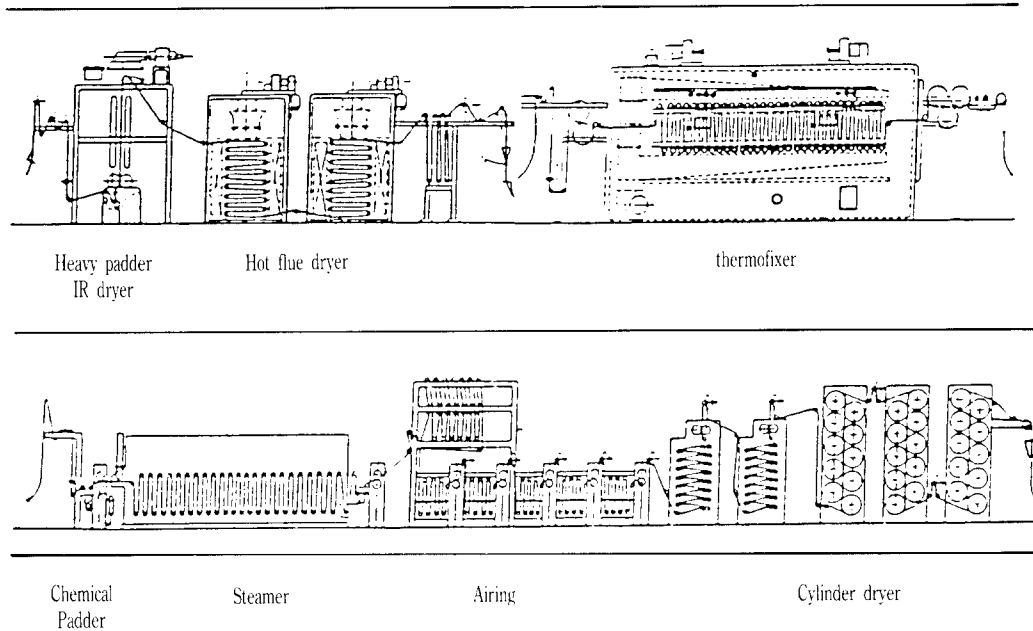 Heavy padder
IR dryer
Hot flue dryer
thermofixer
Chemical
Padder
Steamer
Airing
Cylinder dryer